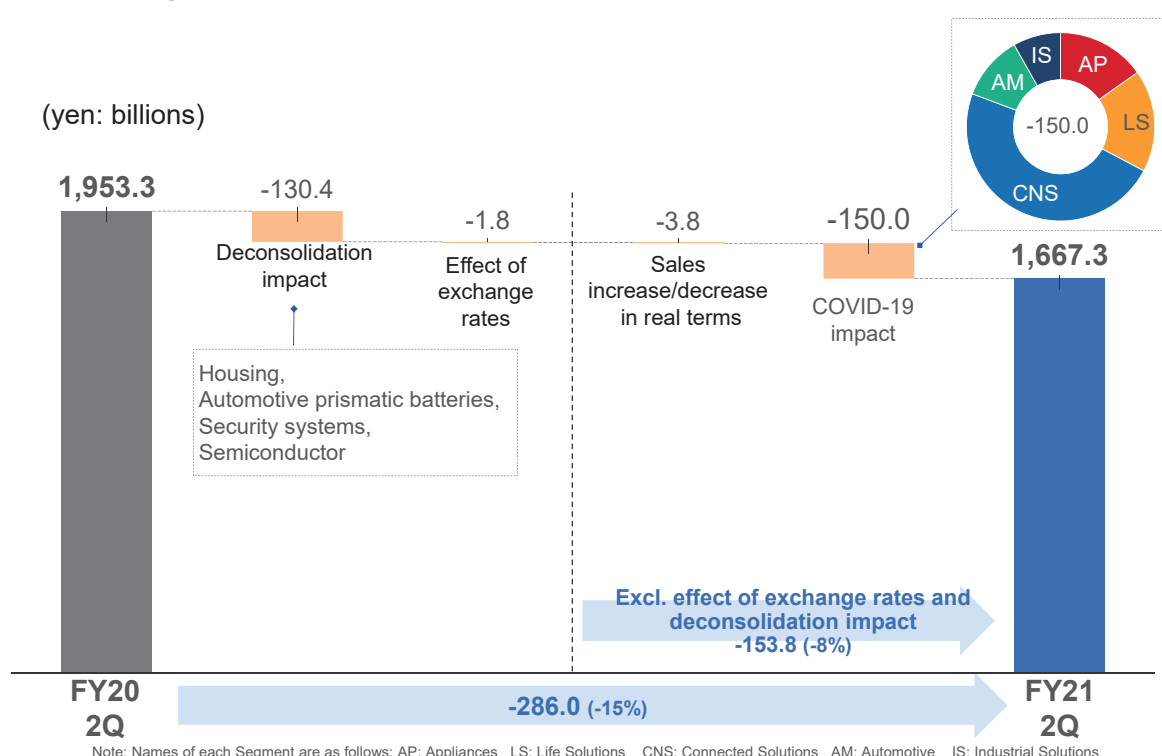 (yen: billions)
1,953.3
-130.4
Deconsolidation
impact
-1.8
Effect of
exchange
rates
-3.8
Sales
increase/decrease
in real terms
-150.0
COVID-19
impact
1,667.3
IS
AP
AM
LS
-150.0
CNS
Housing,
Automotive prismatic batteries,
Security systems,
Semiconductor
Excl. effect of exchange rates and
deconsolidation impact
-153.8 (-8%)
FY20
2Q
-286.0 (-15%)
FY21
2Q
Note: Names of each Segment are as follows: AP: Appliances LS: Life Solutions CNS: Connected Solutions AM: Automotive IS: Industrial Solutions